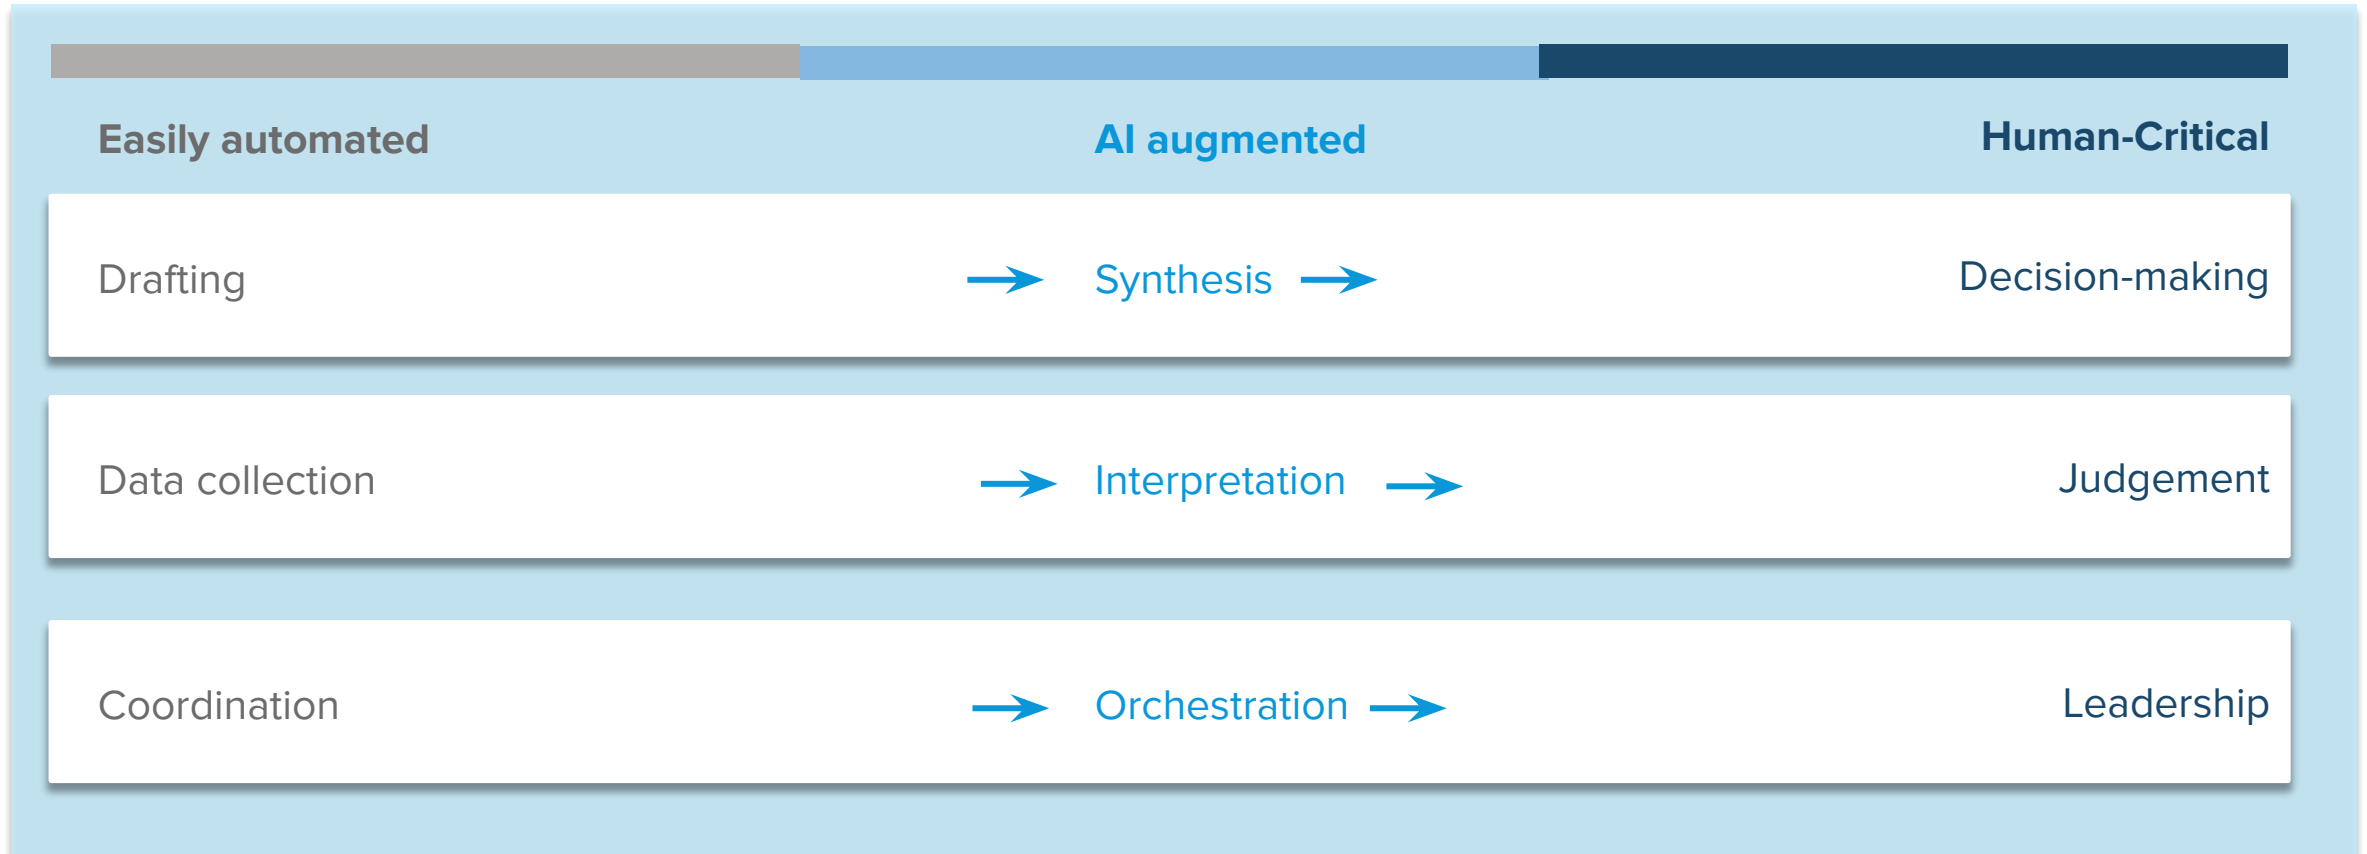 Easily automated AI augmented Human-Critical
Drafting Synthesis Decision-making
Data collection Interpretation Judgement
Coordination Orchestration Leadership